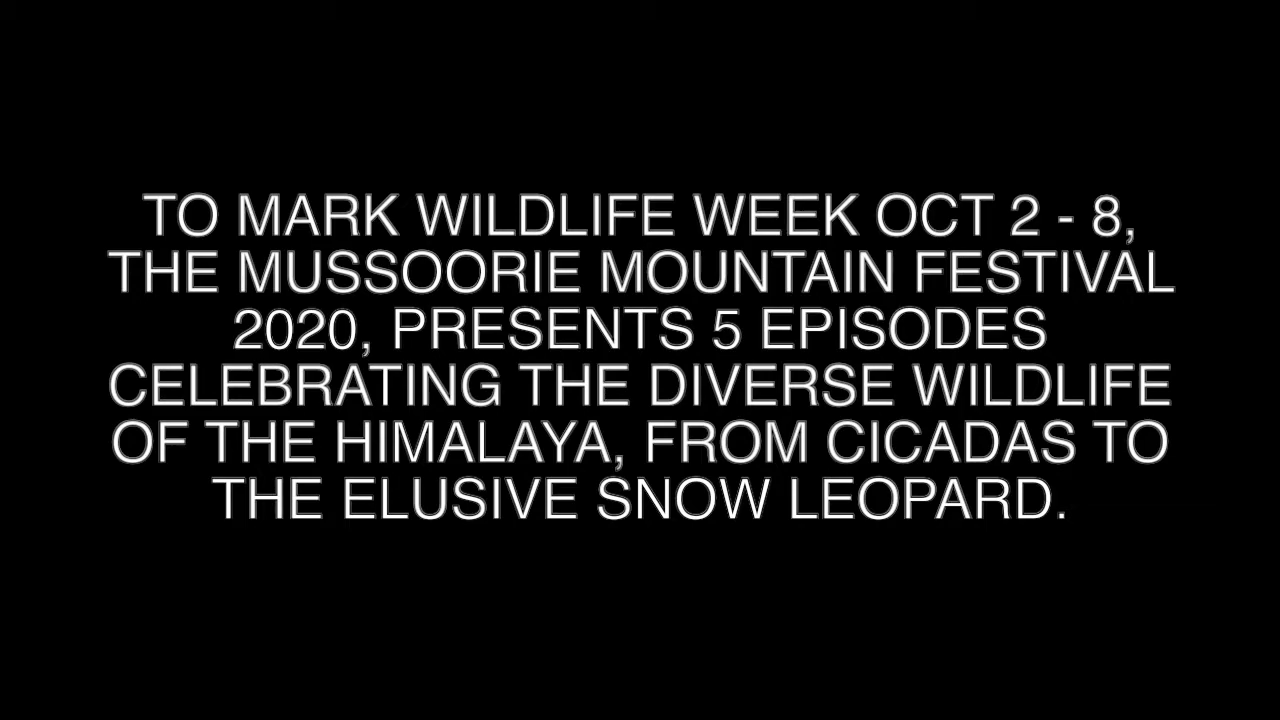 TO MARK WILDLIFE WEEK OCT 2 - 8,
THE MUSSOORIE MOUNTAIN FESTIVAL
2020, PRESENTS 5 EPISODES
CELEBRATING THE DIVERSE WILDLIFE
OF THE HIMALAYA, FROM CICADAS TO
THE ELUSIVE SNOW LEOPARD.